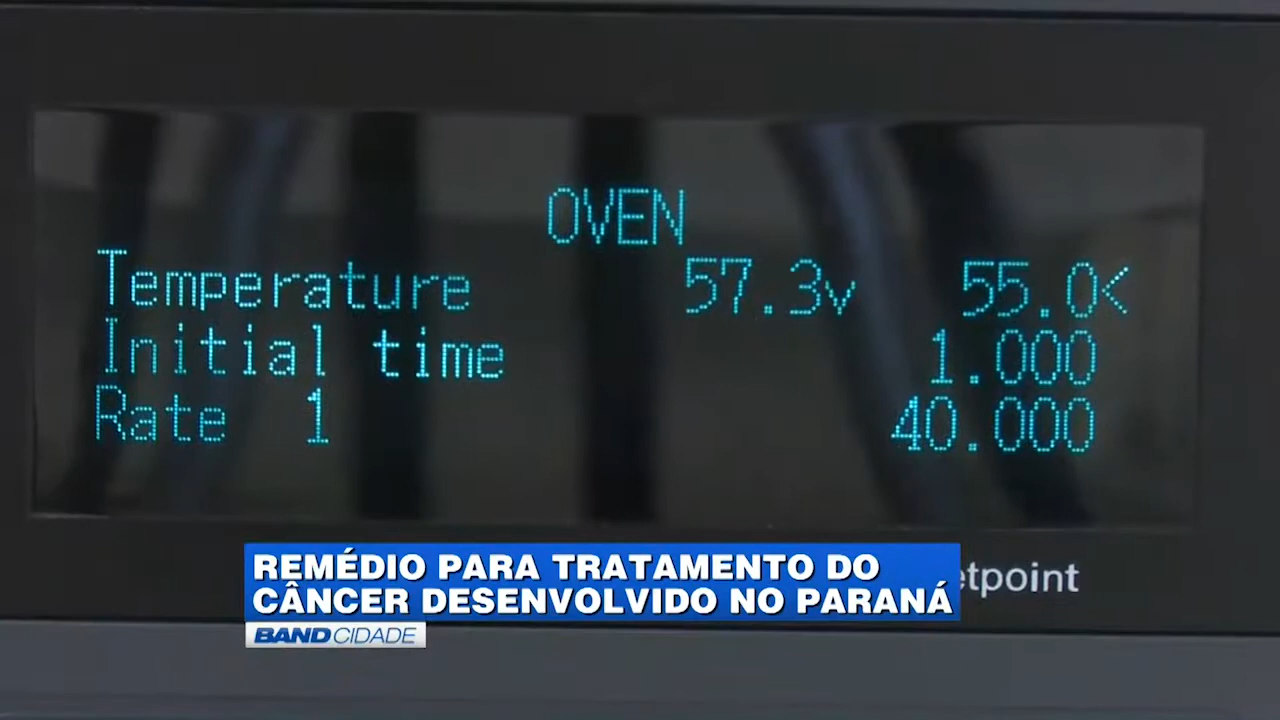 OVEN
Temperature 57.3v 55.0<
Initial time 1.000
Rate 1 40.000
etpoint
REMÉDIO PARA TRATAMENTO DO
CÂNCER DESENVOLVIDO NO PARANÁ
BAND CIDADE